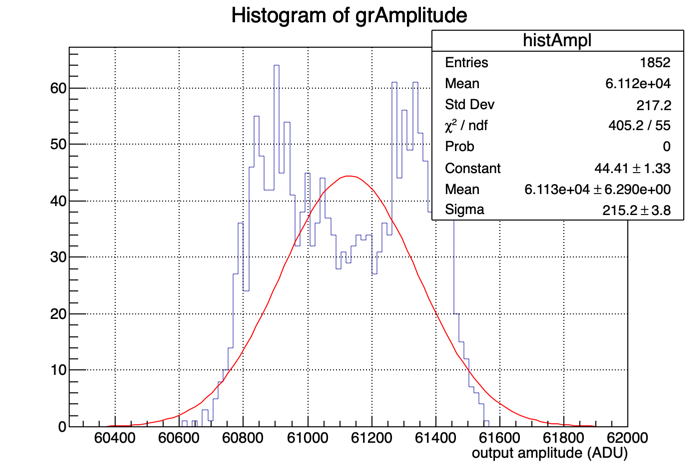 Histogram of grAmplitude
histAmpl
Entries 1852
Mean 6.112e+04
Std Dev 217.2
χ² / ndf 405.2 / 55
Prob 0
Constant 44.41 ± 1.33
Mean 6.113e+04 ± 6.290e+00
Sigma 215.2 ± 3.8
60
50
40
30
20
10
0
60400 60600 60800 61000 61200 61400 61600 61800 62000
output amplitude (ADU)